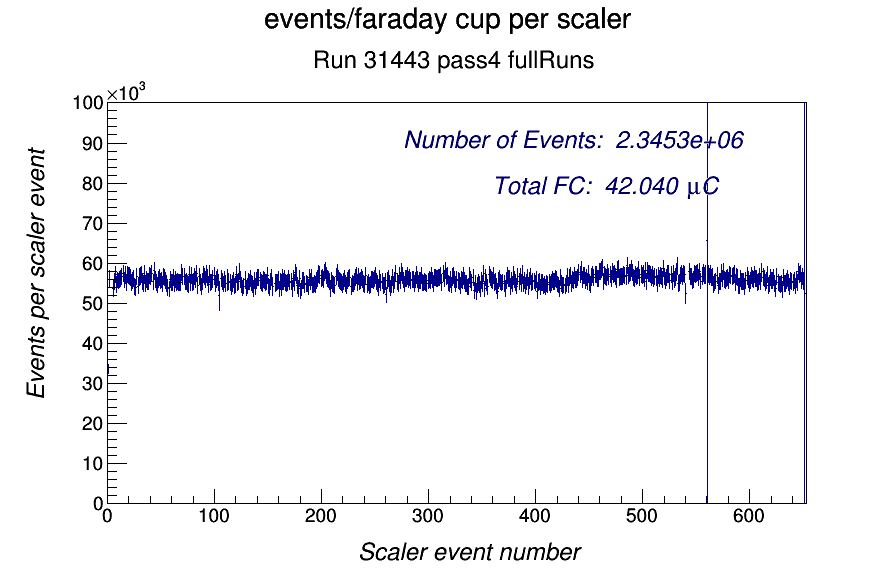 events/faraday cup per scaler
Run 31443 pass4 fullRuns
×10³
100
90
80
70
60
50
40
30
20
10
0
Number of Events: 2.3453e+06
Total FC: 42.040 μC
Events per scaler event
0 100 200 300 400 500 600
Scaler event number